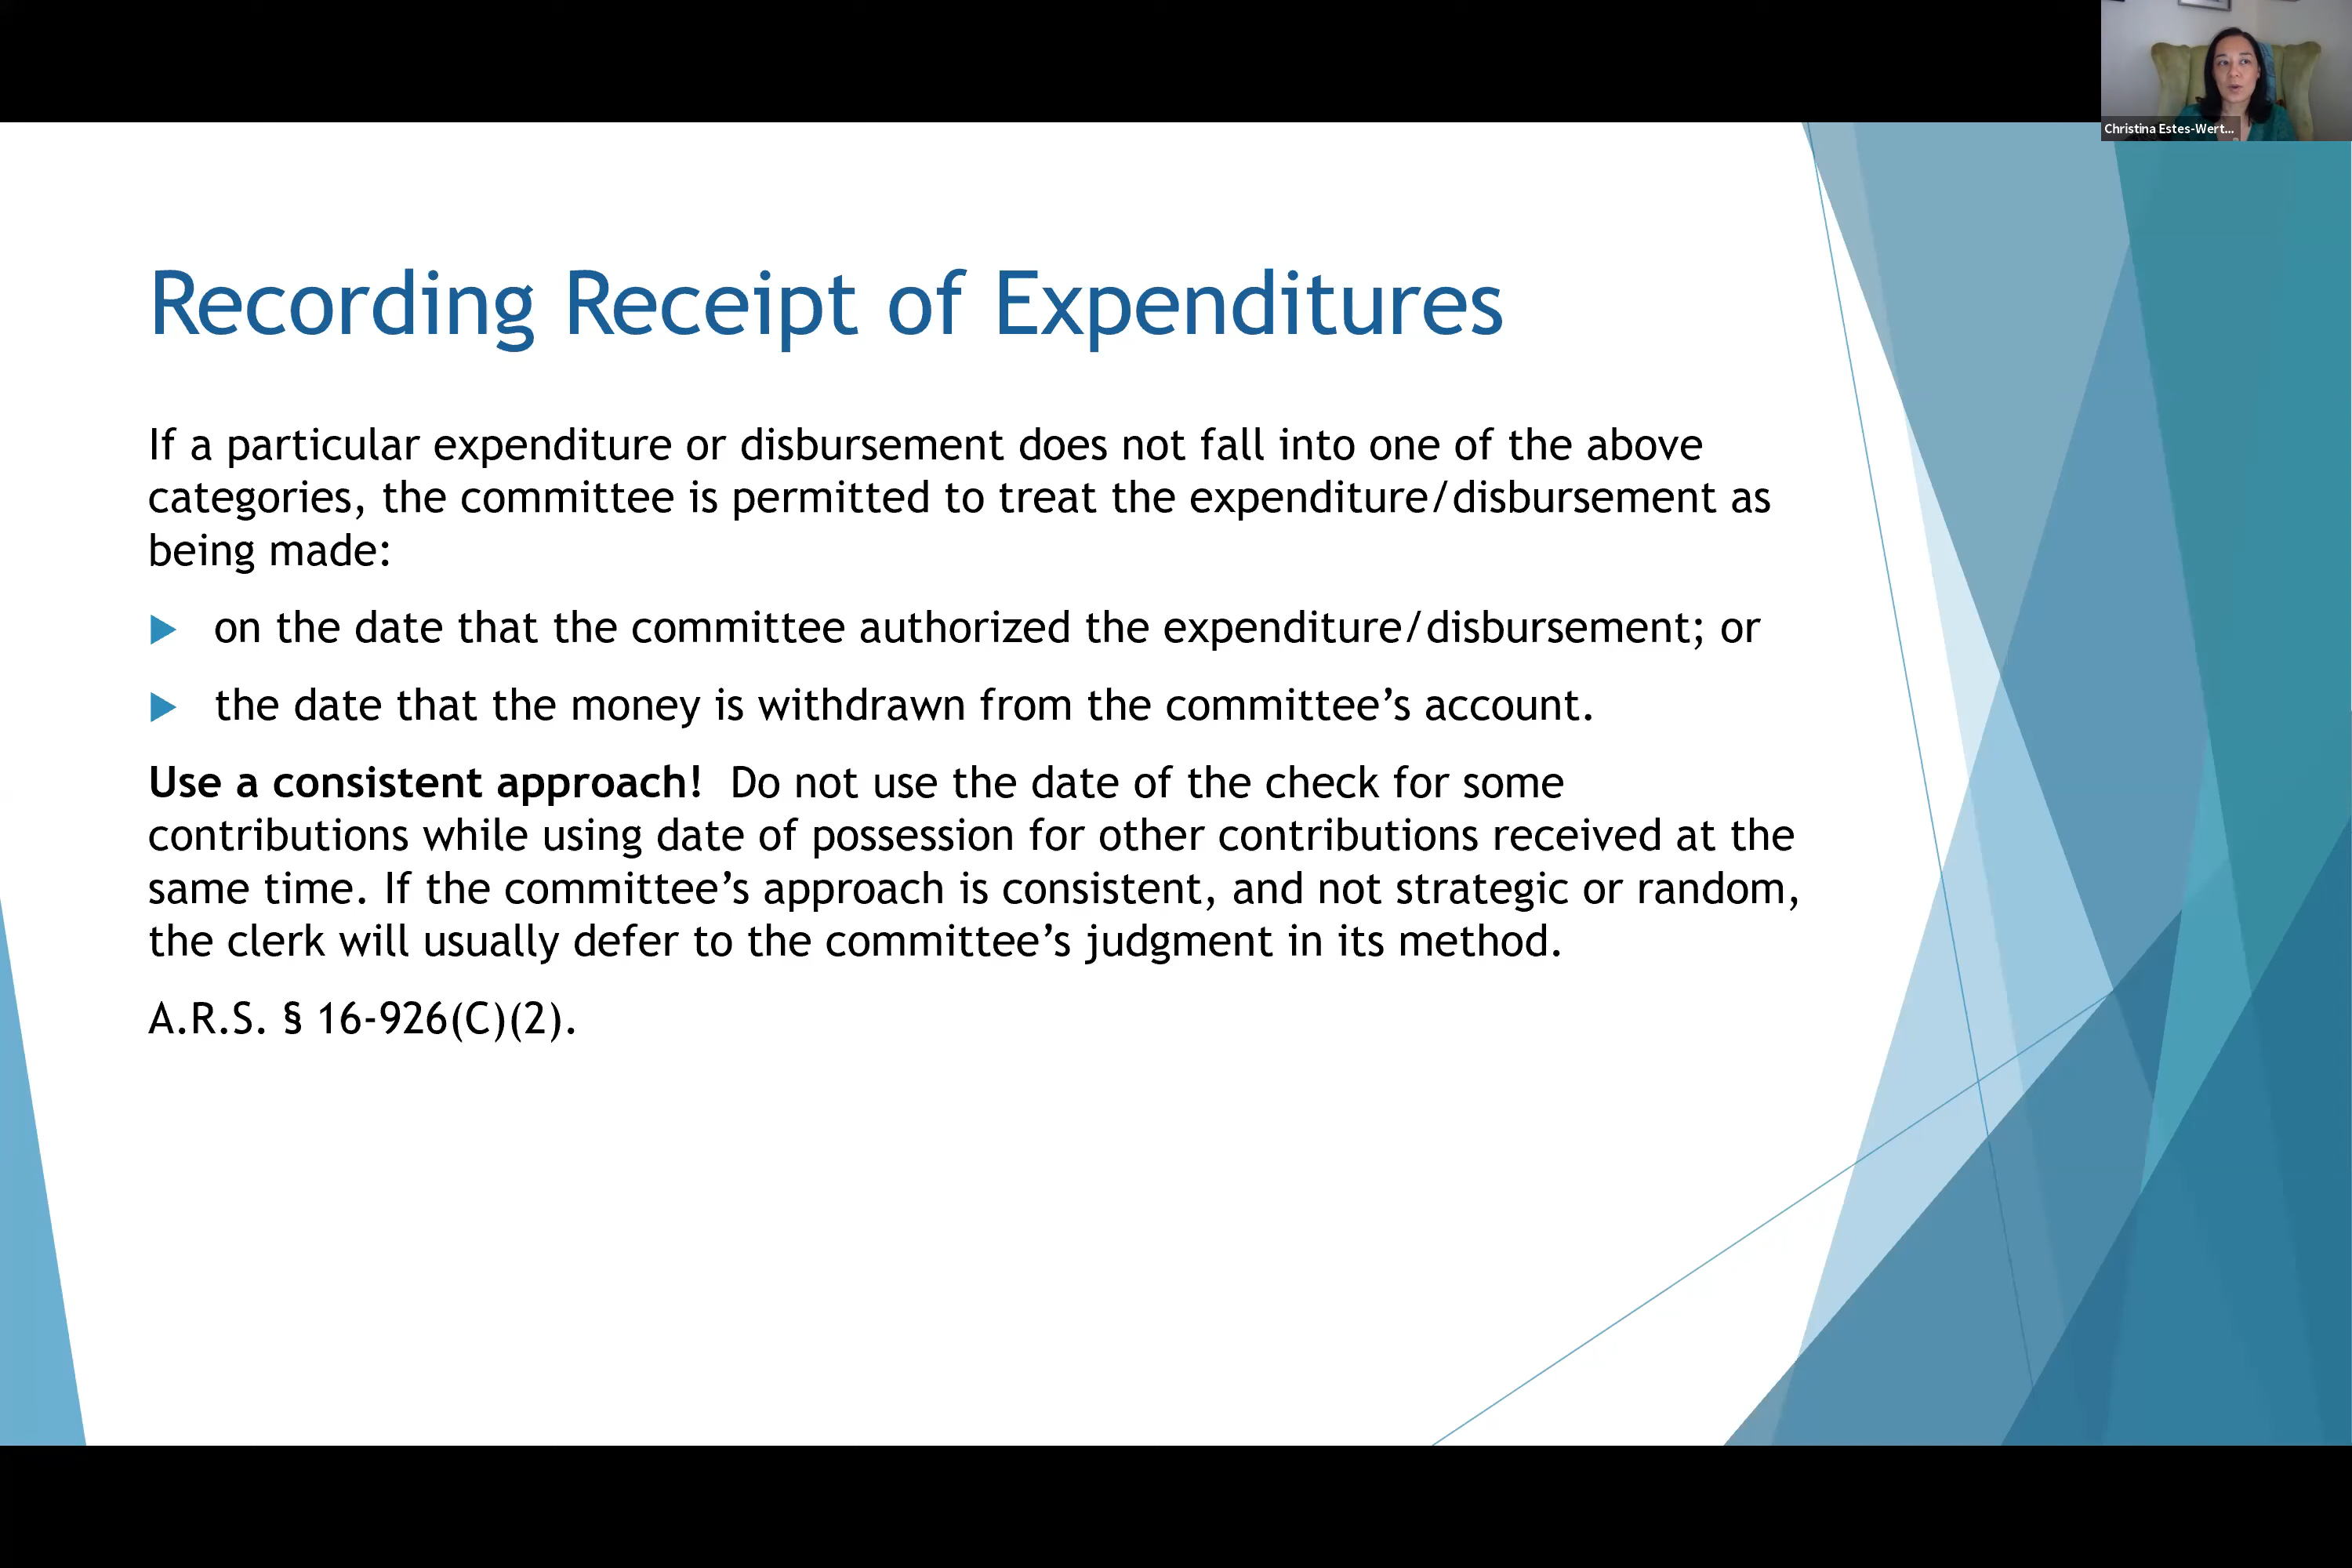 Christina Estes-Wert...
Recording Receipt of Expenditures
If a particular expenditure or disbursement does not fall into one of the above
categories, the committee is permitted to treat the expenditure/disbursement as
being made:
on the date that the committee authorized the expenditure/disbursement; or
the date that the money is withdrawn from the committee’s account.
Use a consistent approach!  Do not use the date of the check for some
contributions while using date of possession for other contributions received at the
same time. If the committee’s approach is consistent, and not strategic or random,
the clerk will usually defer to the committee’s judgment in its method.
A.R.S. § 16-926(C)(2).